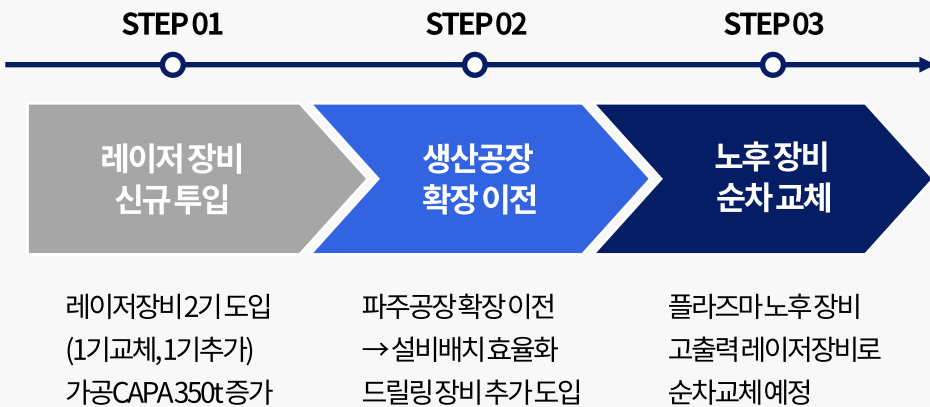 STEP 01
STEP 02
STEP 03
레이저 장비
신규 투입
생산공장
확장 이전
노후 장비
순차 교체
레이저장비 2기 도입
(1기교체, 1기추가)
가공CAPA 350t 증가
파주공장 확장 이전
→ 설비배치 효율화
드릴링 장비 추가 도입
플라즈마 노후 장비
고출력 레이저장비로
순차교체 예정